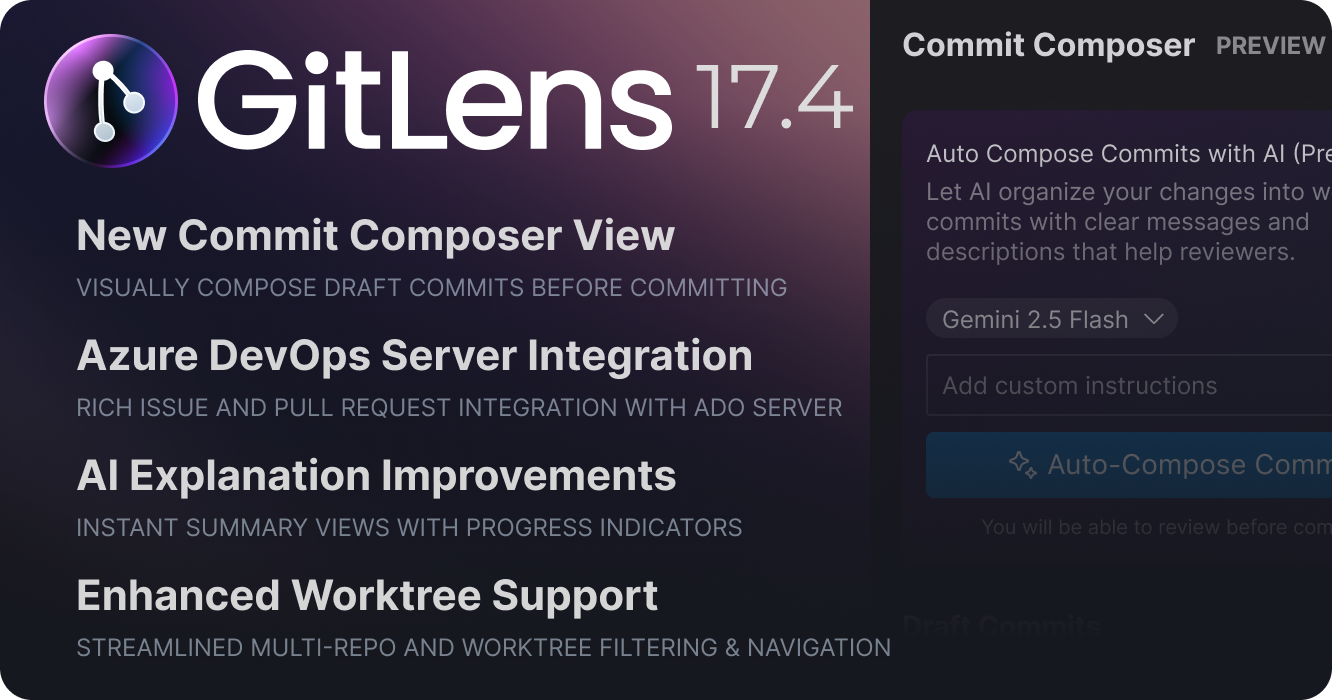 GitLens 17.4
New Commit Composer View
VISUALLY COMPOSE DRAFT COMMITS BEFORE COMMITTING
Azure DevOps Server Integration
RICH ISSUE AND PULL REQUEST INTEGRATION WITH ADO SERVER
AI Explanation Improvements
INSTANT SUMMARY VIEWS WITH PROGRESS INDICATORS
Enhanced Worktree Support
STREAMLINED MULTI-REPO AND WORKTREE FILTERING & NAVIGATION
Commit Composer PREVIEW
Auto Compose Commits with AI (Pre
Let AI organize your changes into w
commits with clear messages and
descriptions that help reviewers.
Gemini 2.5 Flash
Add custom instructions
Auto-Compose Comm
You will be able to review before com
Draft Commits